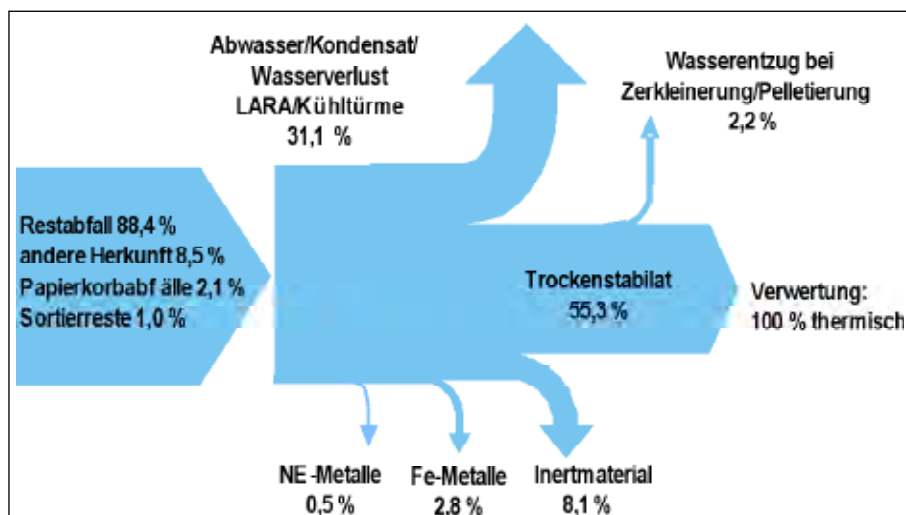 Abwasser/Kondensat/
Wasserverlust
LARA/Kühltürme
31,1 %
Wasserentzug bei
Zerkleinerung/Pelletierung
2,2 %
Restabfall 88,4 %
andere Herkunft 8,5 %
Papierkorbabfälle 2,1 %
Sortierreste 1,0 %
Trockenstabilat
55,3 %
Verwertung:
100 % thermisch
NE-Metalle
0,5 %
Fe-Metalle
2,8 %
Inertmaterial
8,1 %